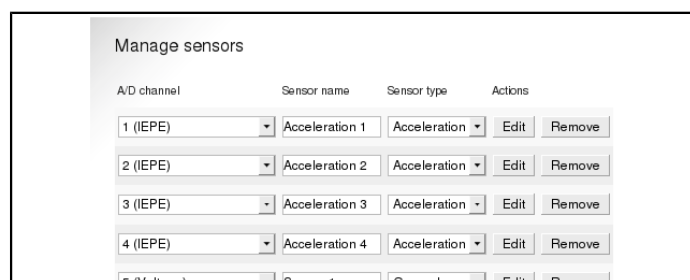 Manage sensors
A/D channel Sensor name Sensor type Actions
1 (IEPE) Acceleration 1 Acceleration Edit Remove
2 (IEPE) Acceleration 2 Acceleration Edit Remove
3 (IEPE) Acceleration 3 Acceleration Edit Remove
4 (IEPE) Acceleration 4 Acceleration Edit Remove